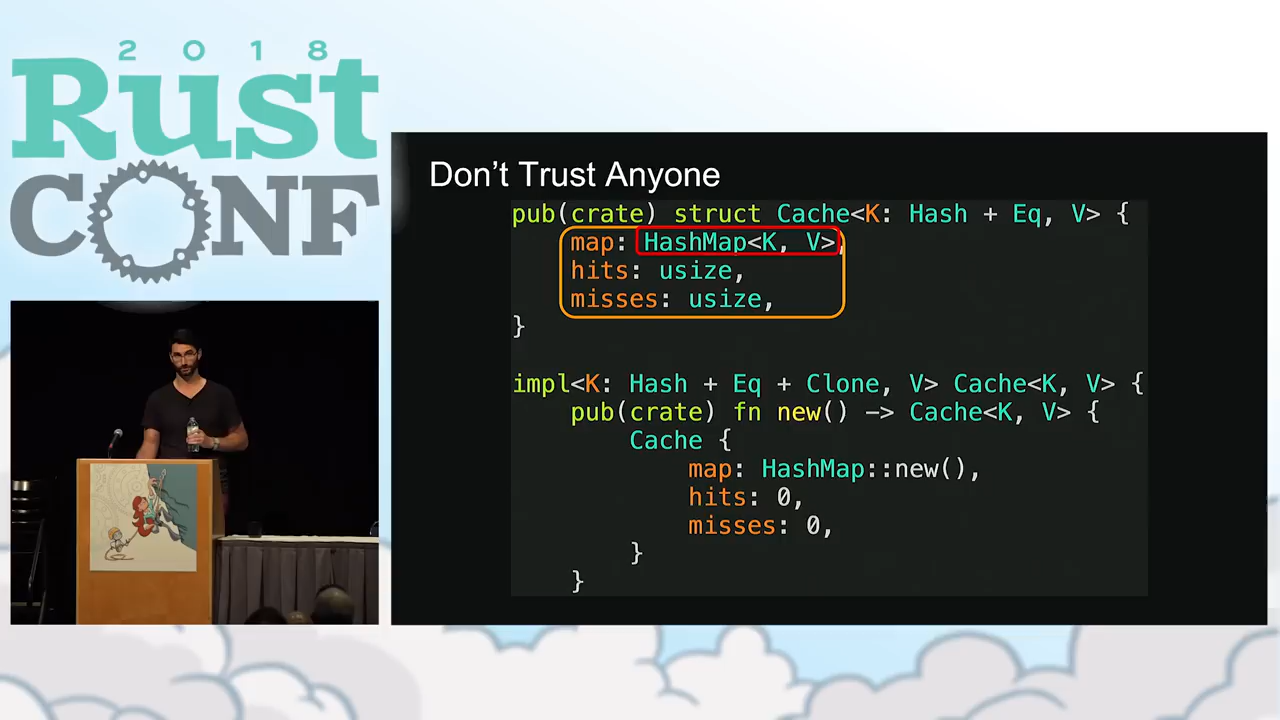 2018
Rust
CONF
Don’t Trust Anyone
pub(crate) struct Cache<K: Hash + Eq, V> {
    map: HashMap<K, V>,
    hits: usize,
    misses: usize,
}
impl<K: Hash + Eq + Clone, V> Cache<K, V> {
    pub(crate) fn new() -> Cache<K, V> {
        Cache {
            map: HashMap::new(),
            hits: 0,
            misses: 0,
        }
    }